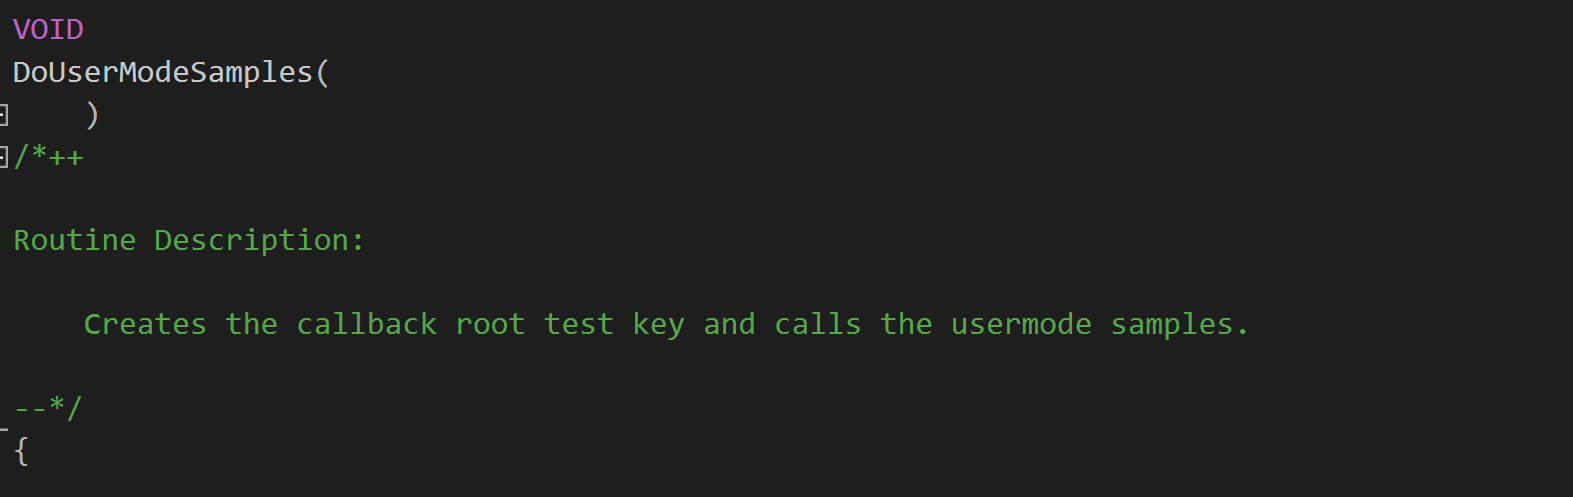 VOID
DoUserModeSamples(
    )
/*++

Routine Description:

    Creates the callback root test key and calls the usermode samples.

--*/
{